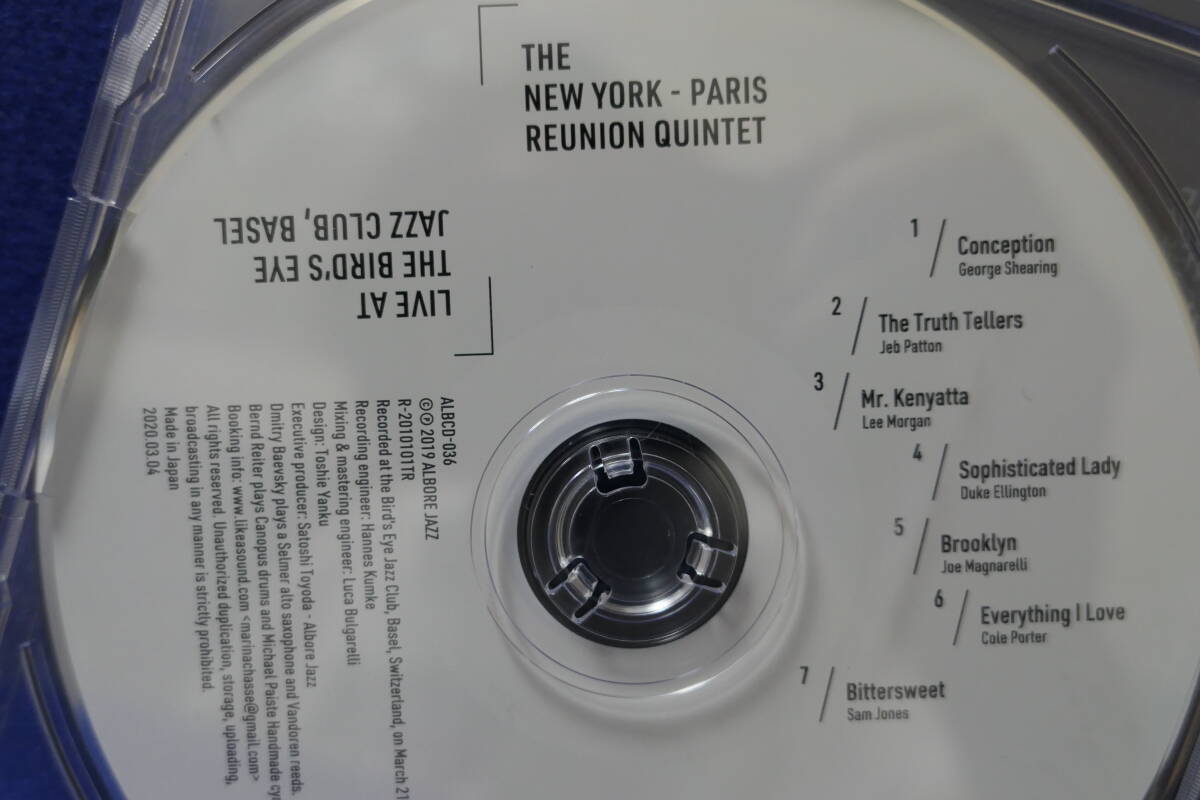 THE
NEW YORK - PARIS
REUNION QUINTET
LIVE AT
THE BIRD'S EYE
JAZZ CLUB, BASEL
1
Conception
George Shearing
2
The Truth Tellers
Jeb Patton
3
Mr. Kenyatta
Lee Morgan
4
Sophisticated Lady
Duke Ellington
5
Brooklyn
Joe Magnarelli
6
Everything I Love
Cole Porter
7
Bittersweet
Sam Jones
ALBCD-036
©℗ 2019 ALBORE JAZZ
R-2010101TR
Recorded at the Bird's Eye Jazz Club, Basel, Switzerland, on March 21
Recording engineer: Hannes Kumke
Mixing & mastering engineer: Luca Bulgarelli
Design: Toshie Yanku
Executive producer: Satoshi Toyoda - Albore Jazz
Dmitry Baevsky plays a Selmer alto saxophone and Vandoren reeds.
Bernd Reiter plays Canopus drums and Michael Paiste Handmade
Booking info: www.likeasound.com <marinachasse@gmail.com>
All rights reserved. Unauthorized duplication, storage, uploading,
broadcasting in any manner is strictly prohibited.
Made in Japan
2020.03.04